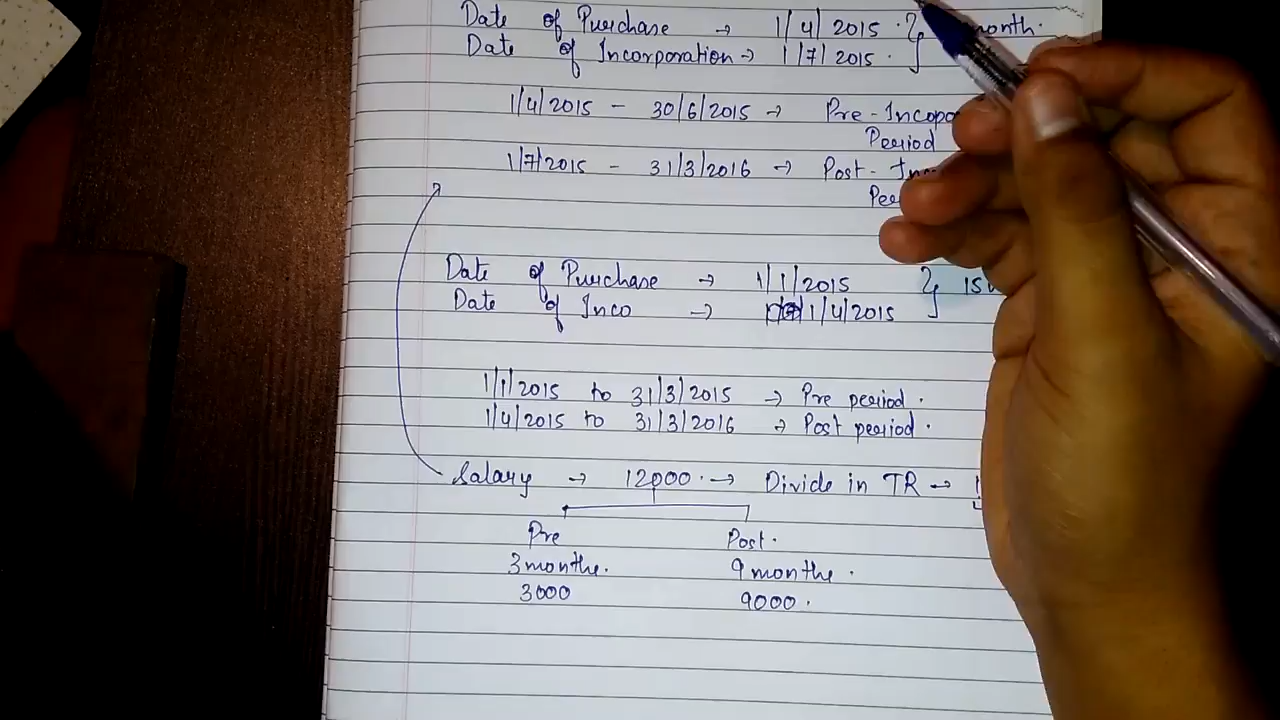 Date of Purchase → 1/4/2015 .
Date of Incorporation → 1/7/2015 .
1/4/2015 - 30/6/2015 → Pre-
Period
1/7/2015 - 31/3/2016 → Post-
Date of Purchase → 1/1/2015
Date of Inco → 1/4/2015
1/1/2015 to 31/3/2015 → Pre period.
1/4/2015 to 31/3/2016 → Post period.
Salary → 12000. → Divide in TR →
Pre Post.
3 months. 9 months.
3000 9000.